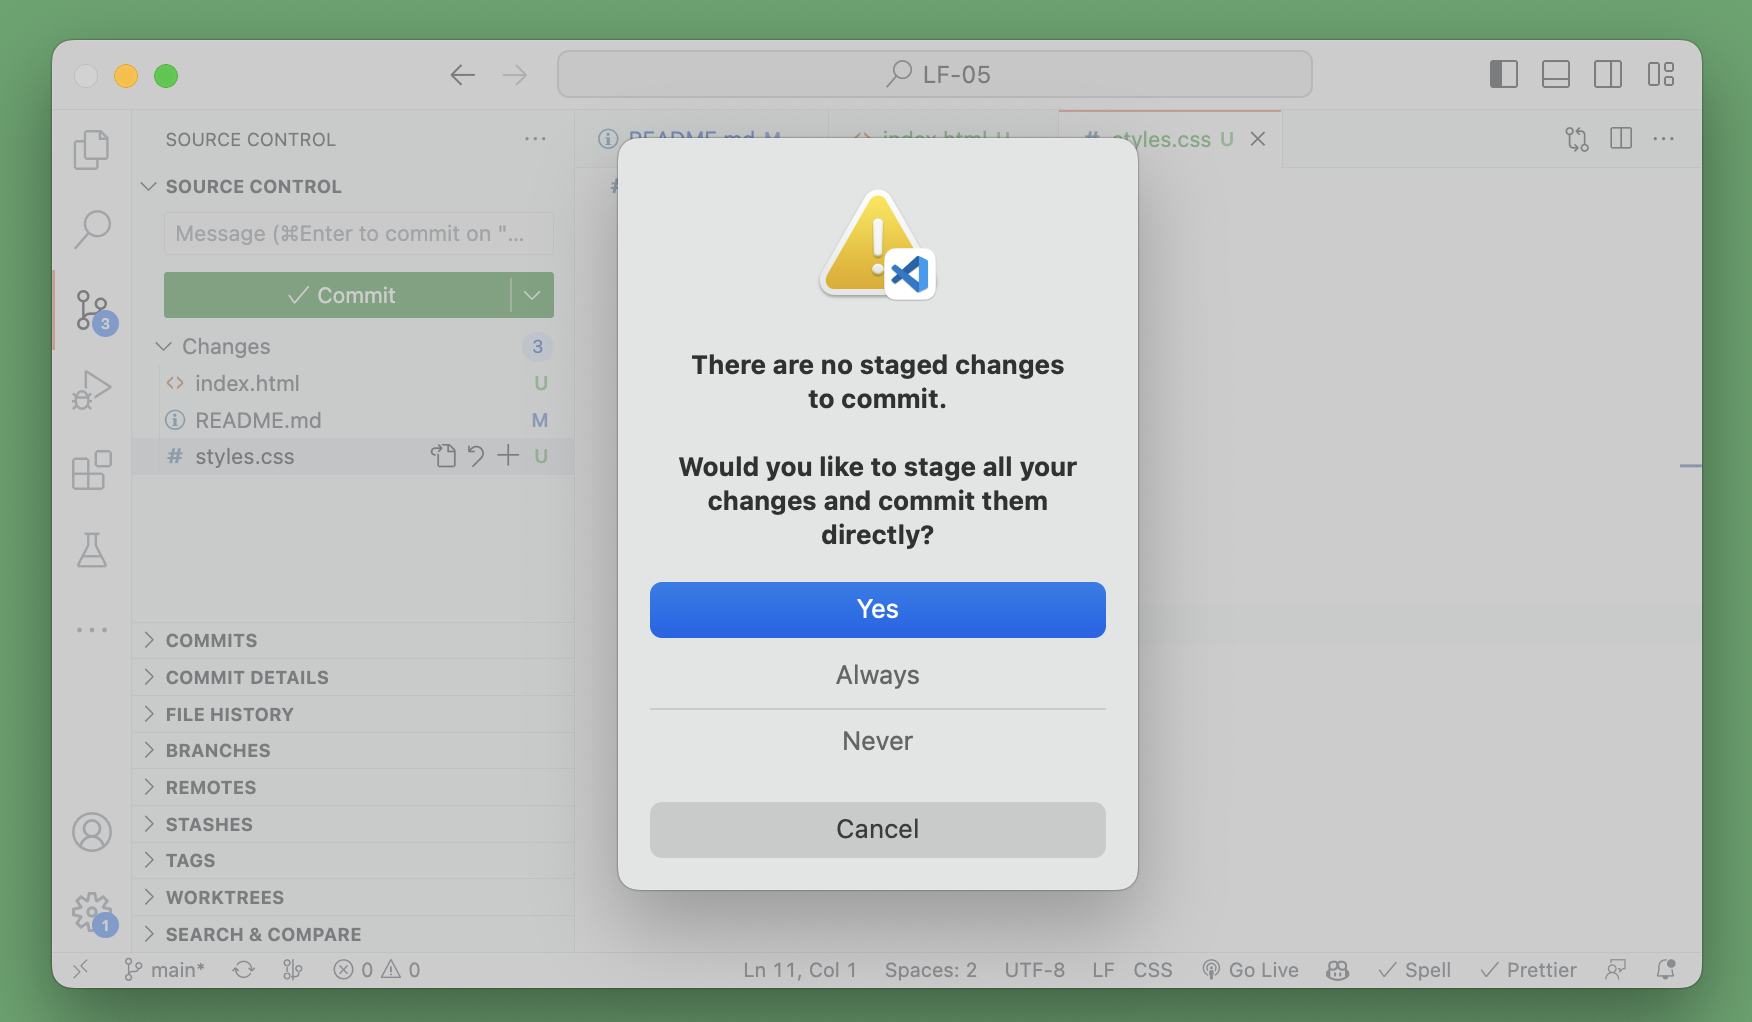 LF-05
SOURCE CONTROL
README.md M
index.html U
# styles.css U
SOURCE CONTROL
Message (⌘Enter to commit on "...
Commit
3
Changes 3
index.html U
README.md M
# styles.css U
There are no staged changes
to commit.
Would you like to stage all your
changes and commit them
directly?
Yes
Always
Never
Cancel
COMMITS
COMMIT DETAILS
FILE HISTORY
BRANCHES
REMOTES
STASHES
TAGS
WORKTREES
1
SEARCH & COMPARE
main* 0 0 Ln 11, Col 1 Spaces: 2 UTF-8 LF CSS Go Live Spell Prettier